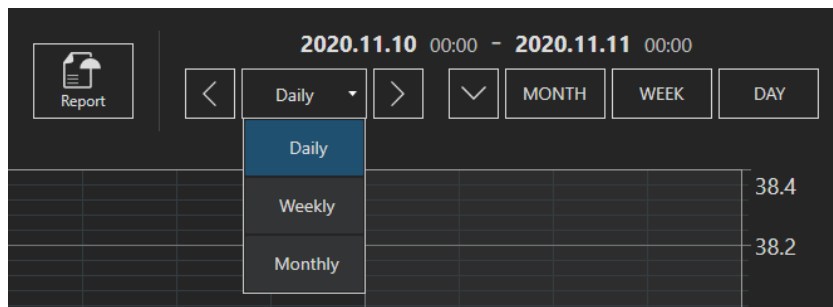 2020.11.10 00:00 - 2020.11.11 00:00
Report
Daily
MONTH
WEEK
DAY
Daily
Weekly
Monthly
38.4
38.2